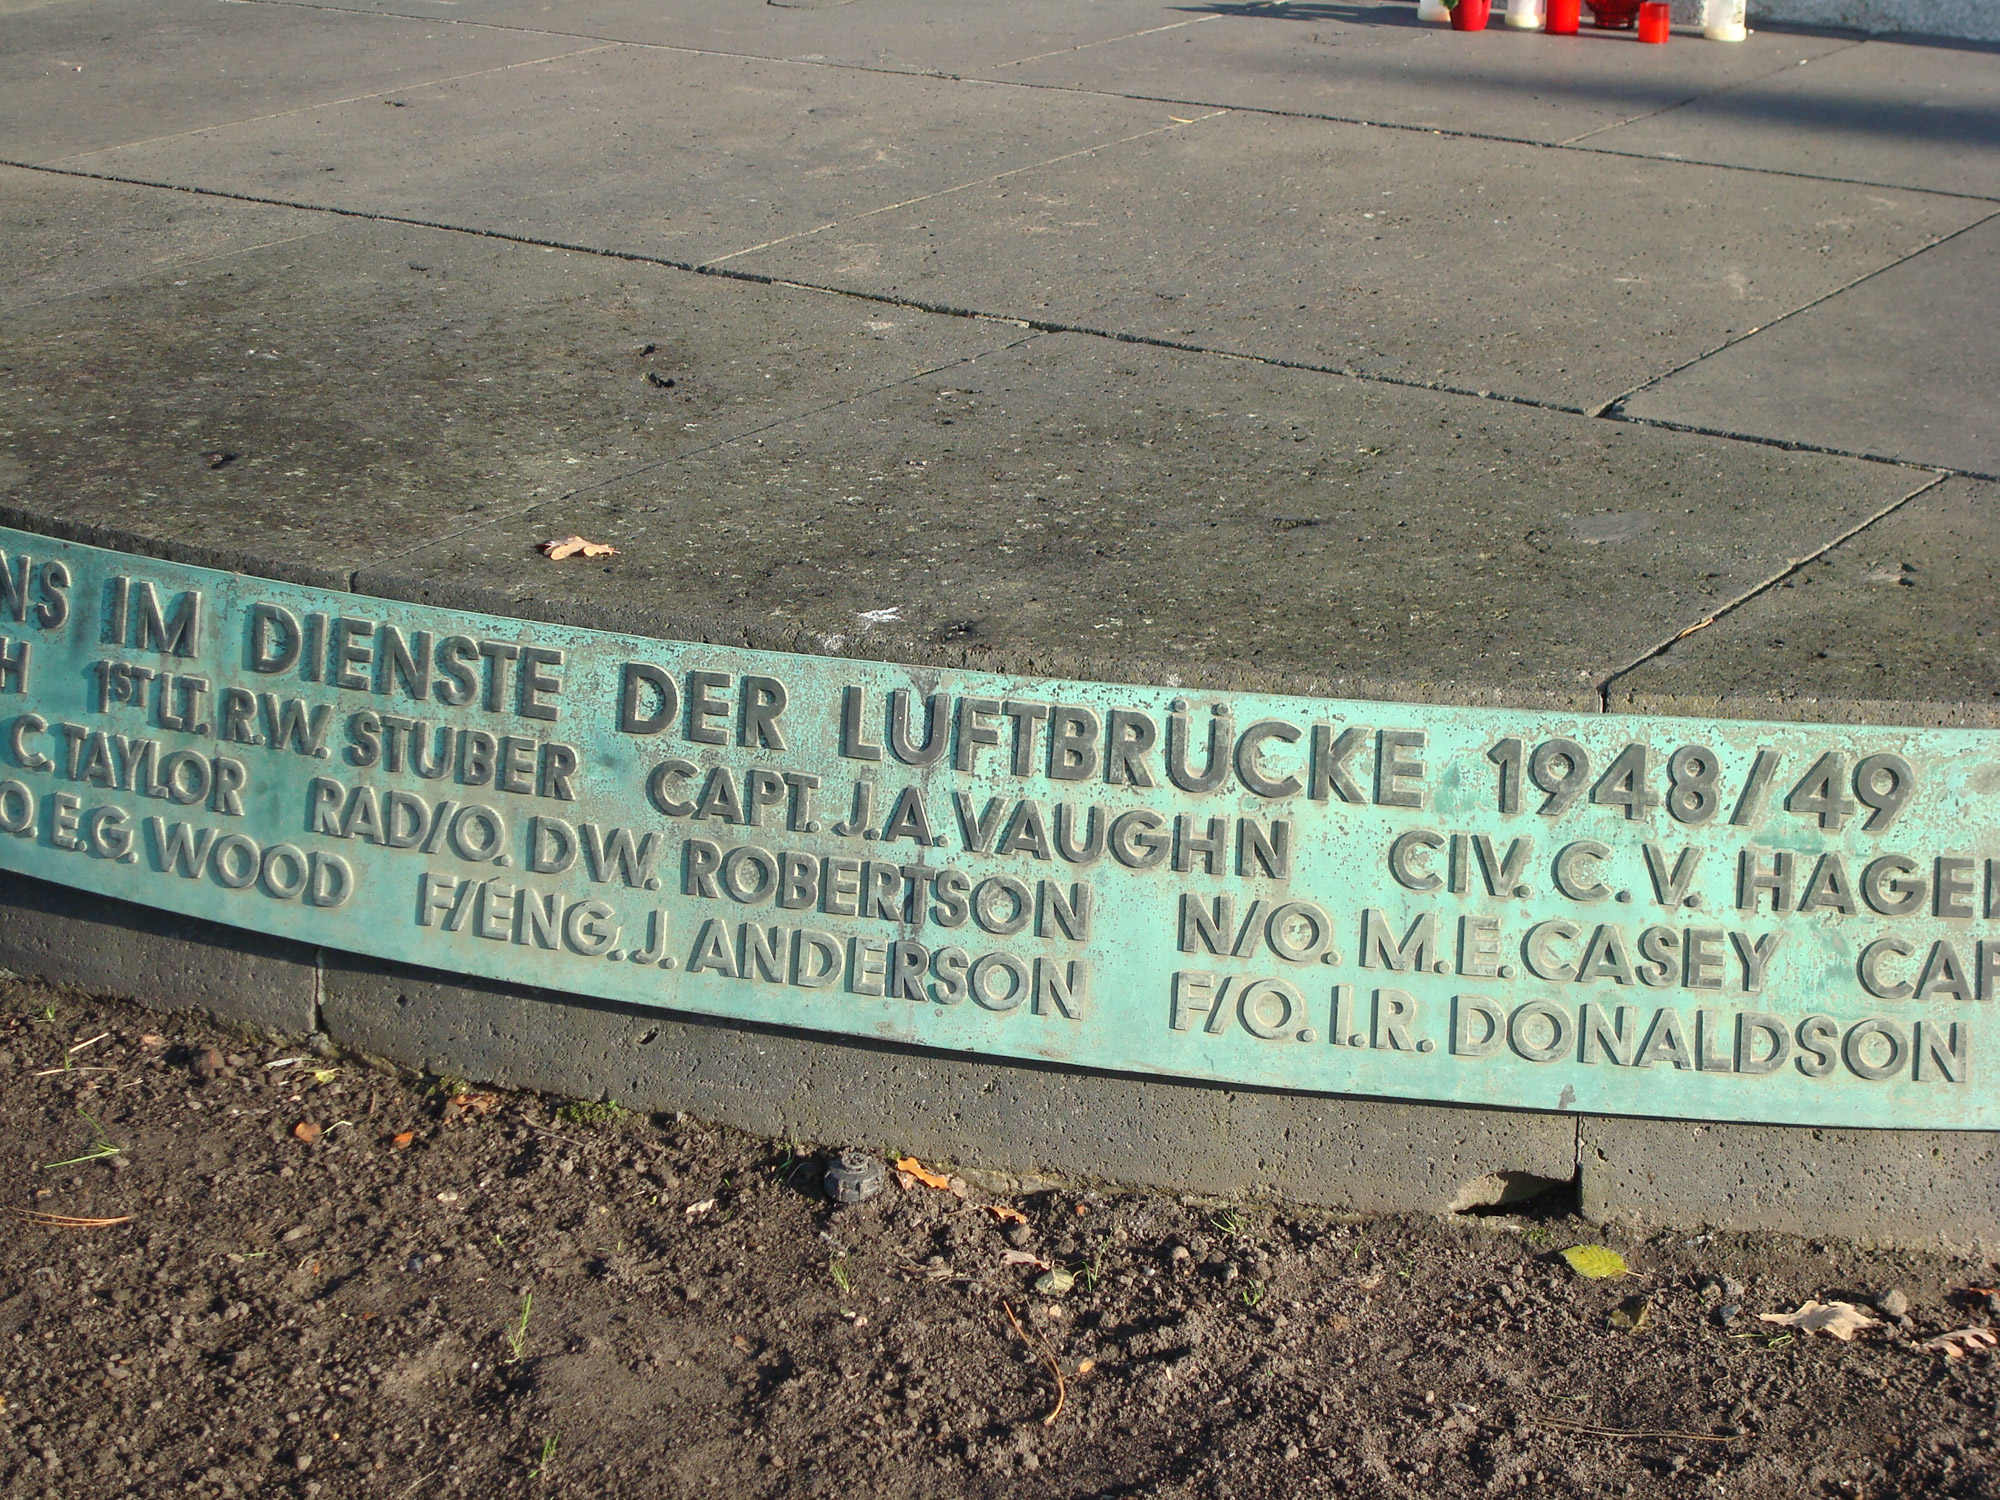 NS IM DIENSTE DER LUFTBRÜCKE 1948/49
H 1ST LT. R.W. STUBER CAPT. J.A. VAUGHN CIV. C. V. HAGE
C. TAYLOR RAD/O. D.W. ROBERTSON N/O. M.E. CASEY CAP
O. E.G. WOOD F/ENG. J. ANDERSON F/O. I.R. DONALDSON